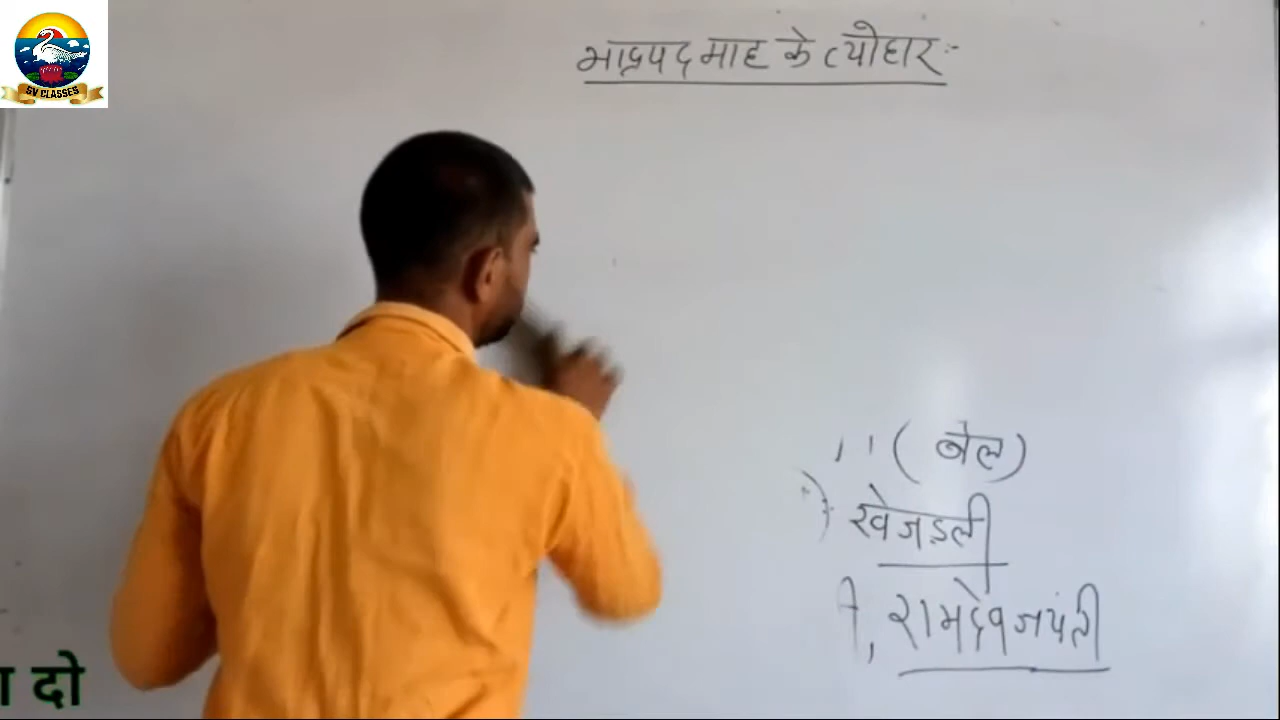 SV CLASSES
भाद्रपद माह के त्योहार :-
( बेल )
खेजड़ली
रामदेव जयंती
दो